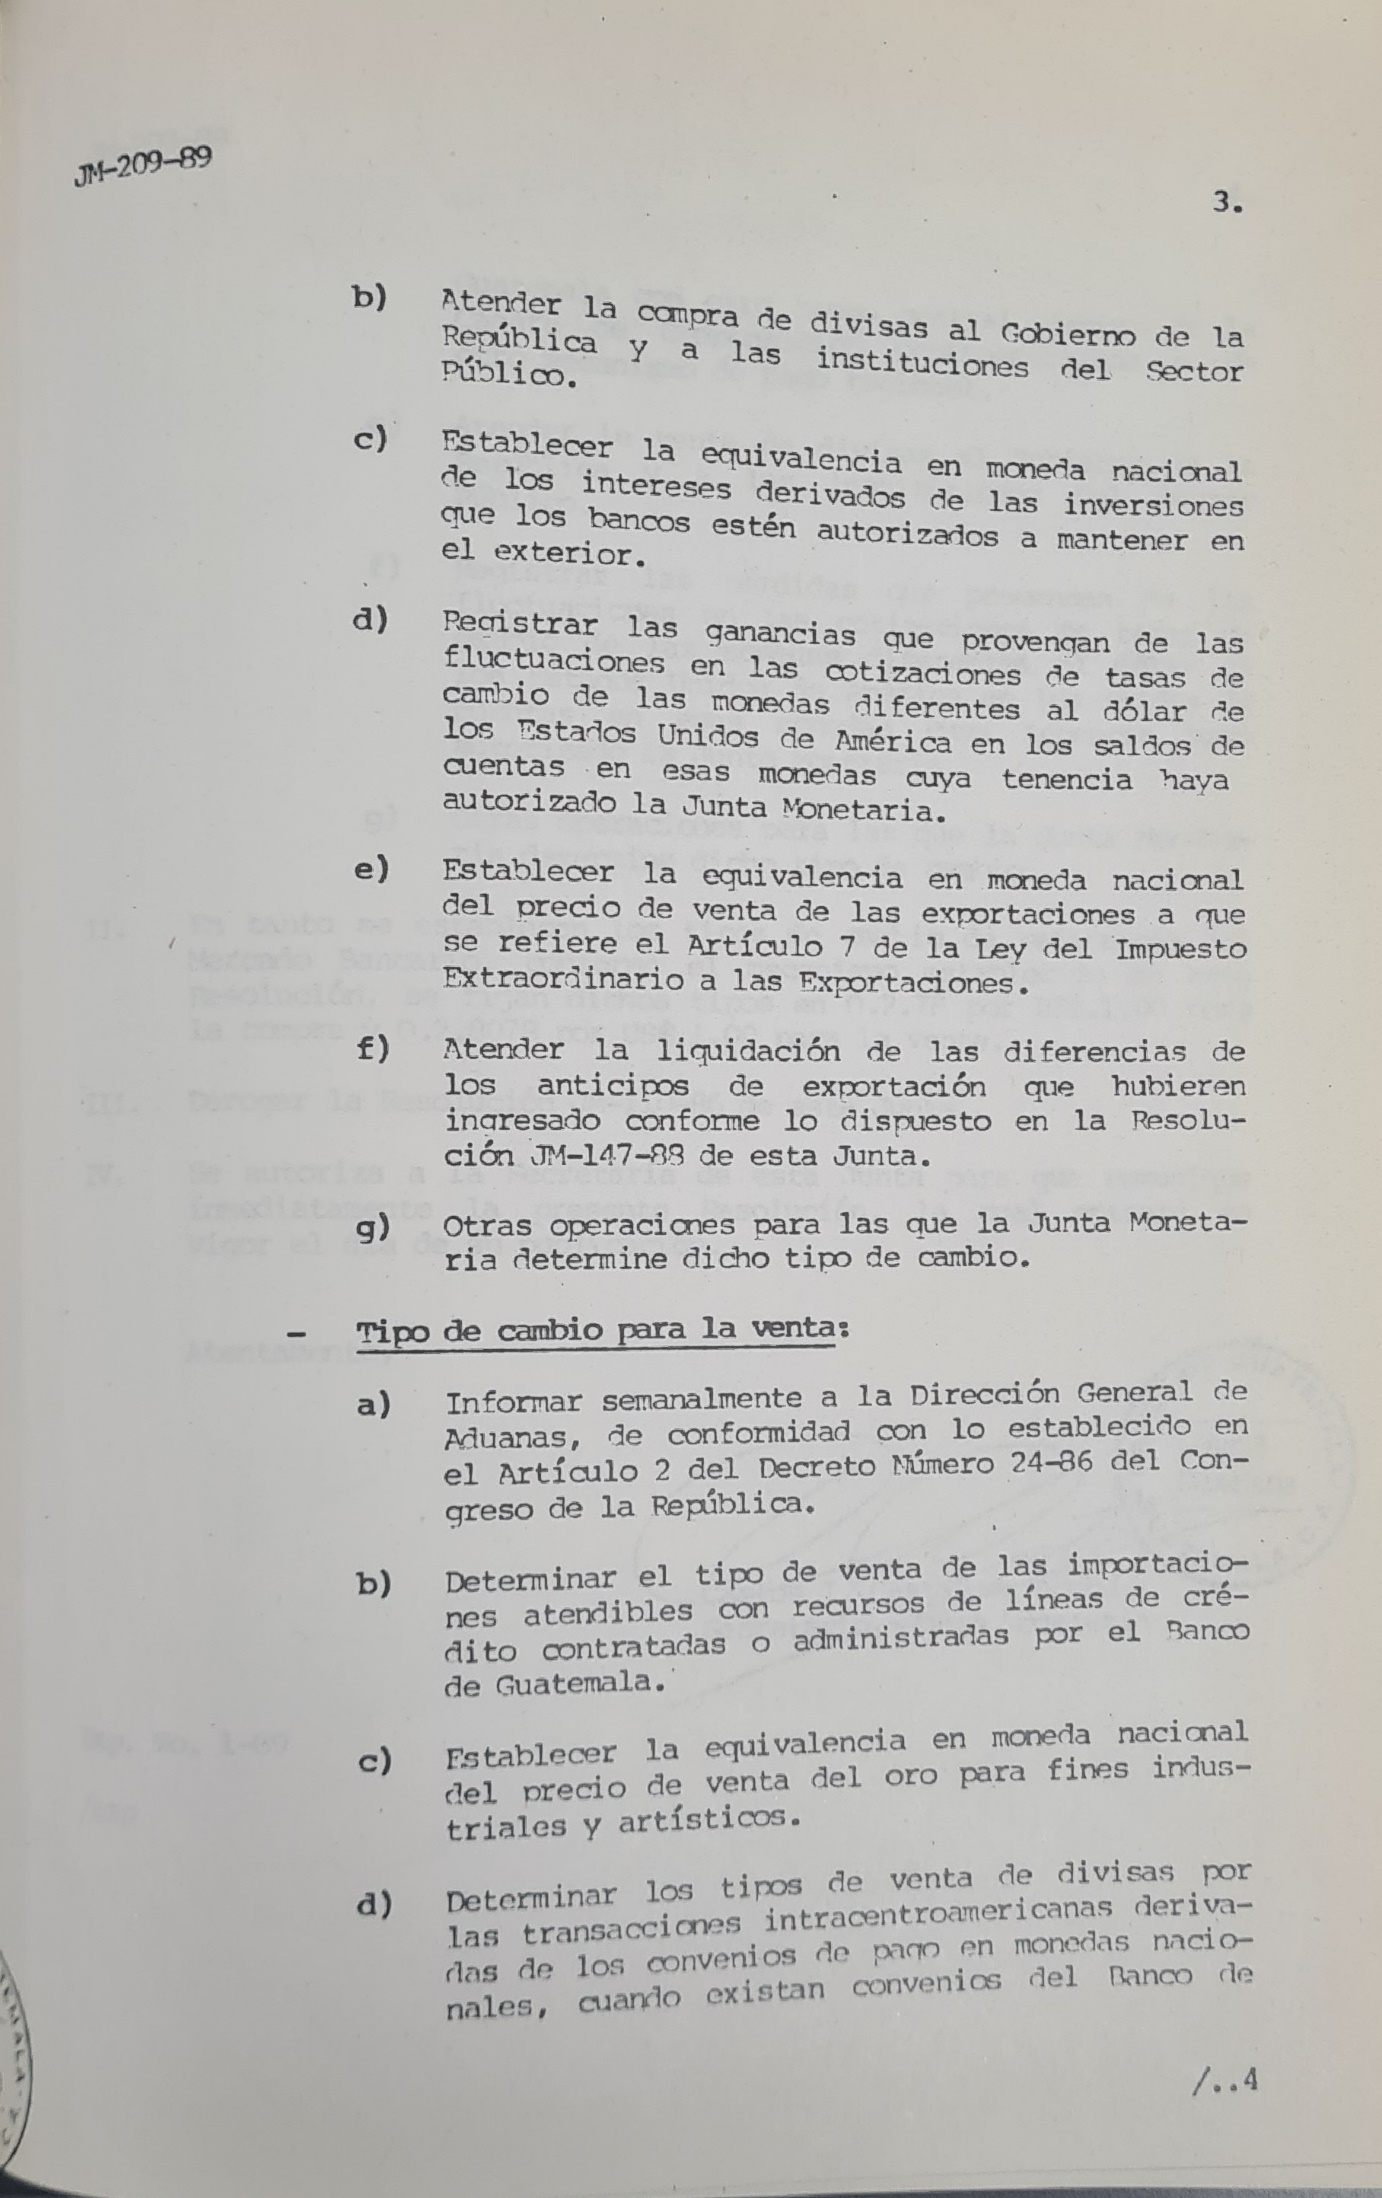 JM-209-89
3.
b) Atender la compra de divisas al Gobierno de la
República y a las instituciones del Sector
Público.
c) Establecer la equivalencia en moneda nacional
de los intereses derivados de las inversiones
que los bancos estén autorizados a mantener en
el exterior.
d) Registrar las ganancias que provengan de las
fluctuaciones en las cotizaciones de tasas de
cambio de las monedas diferentes al dólar de
los Estados Unidos de América en los saldos de
cuentas en esas monedas cuya tenencia haya
autorizado la Junta Monetaria.
e) Establecer la equivalencia en moneda nacional
del precio de venta de las exportaciones a que
se refiere el Artículo 7 de la Ley del Impuesto
Extraordinario a las Exportaciones.
f) Atender la liquidación de las diferencias de
los anticipos de exportación que hubieren
ingresado conforme lo dispuesto en la Resolu-
ción JM-147-88 de esta Junta.
g) Otras operaciones para las que la Junta Moneta-
ria determine dicho tipo de cambio.
- Tipo de cambio para la venta:
a) Informar semanalmente a la Dirección General de
Aduanas, de conformidad con lo establecido en
el Artículo 2 del Decreto Número 24-86 del Con-
greso de la República.
b) Determinar el tipo de venta de las importacio-
nes atendibles con recursos de líneas de cré-
dito contratadas o administradas por el Banco
de Guatemala.
c) Establecer la equivalencia en moneda nacional
del precio de venta del oro para fines indus-
triales y artísticos.
d) Determinar los tipos de venta de divisas por
las transacciones intracentroamericanas deriva-
das de los convenios de pago en monedas nacio-
nales, cuando existan convenios del Banco de
/..4